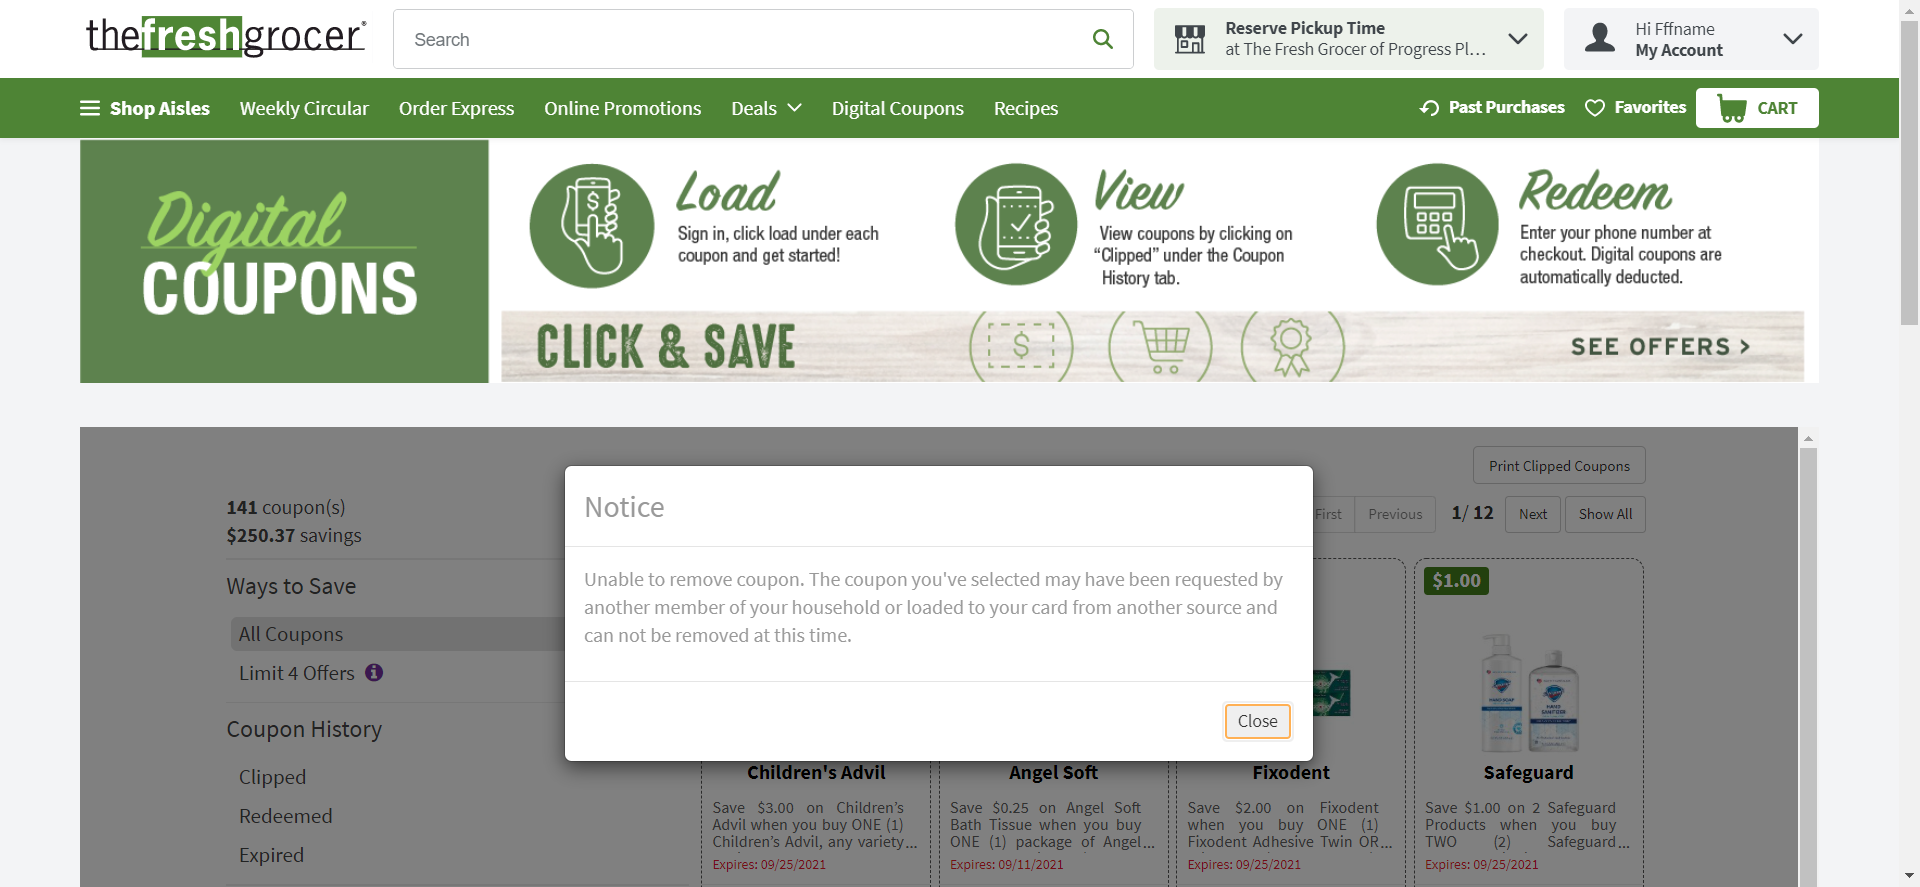 thefreshgrocer®
Search
Reserve Pickup Time
at The Fresh Grocer of Progress Pl...
Hi Fffname
My Account
Shop Aisles
Weekly Circular
Order Express
Online Promotions
Deals
Digital Coupons
Recipes
Past Purchases
Favorites
CART
Digital
COUPONS
Load
Sign in, click load under each
coupon and get started!
View
View coupons by clicking on
“Clipped” under the Coupon
History tab.
Redeem
Enter your phone number at
checkout. Digital coupons are
automatically deducted.
CLICK & SAVE
SEE OFFERS >
Print Clipped Coupons
141 coupon(s)
$250.37 savings
First
Previous
1/ 12
Next
Show All
Ways to Save
All Coupons
Limit 4 Offers
Coupon History
Clipped
Redeemed
Expired
Notice
Unable to remove coupon. The coupon you've selected may have been requested by
another member of your household or loaded to your card from another source and
can not be removed at this time.
Close
$1.00
Children's Advil
Save $3.00 on Children’s
Advil when you buy ONE (1)
Children’s Advil, any variety...
Expires: 09/25/2021
Angel Soft
Save $0.25 on Angel Soft
Bath Tissue when you buy
ONE (1) package of Angel...
Expires: 09/11/2021
Fixodent
Save $2.00 on Fixodent
when you buy ONE (1)
Fixodent Adhesive Twin OR...
Expires: 09/25/2021
Safeguard
Save $1.00 on 2 Safeguard
Products when you buy
TWO (2) Safeguard...
Expires: 09/25/2021